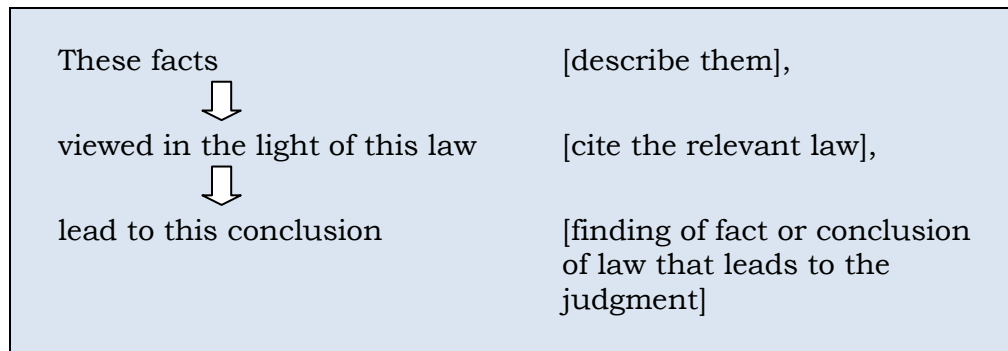 These facts [describe them],
viewed in the light of this law [cite the relevant law],
lead to this conclusion [finding of fact or conclusion
of law that leads to the
judgment]